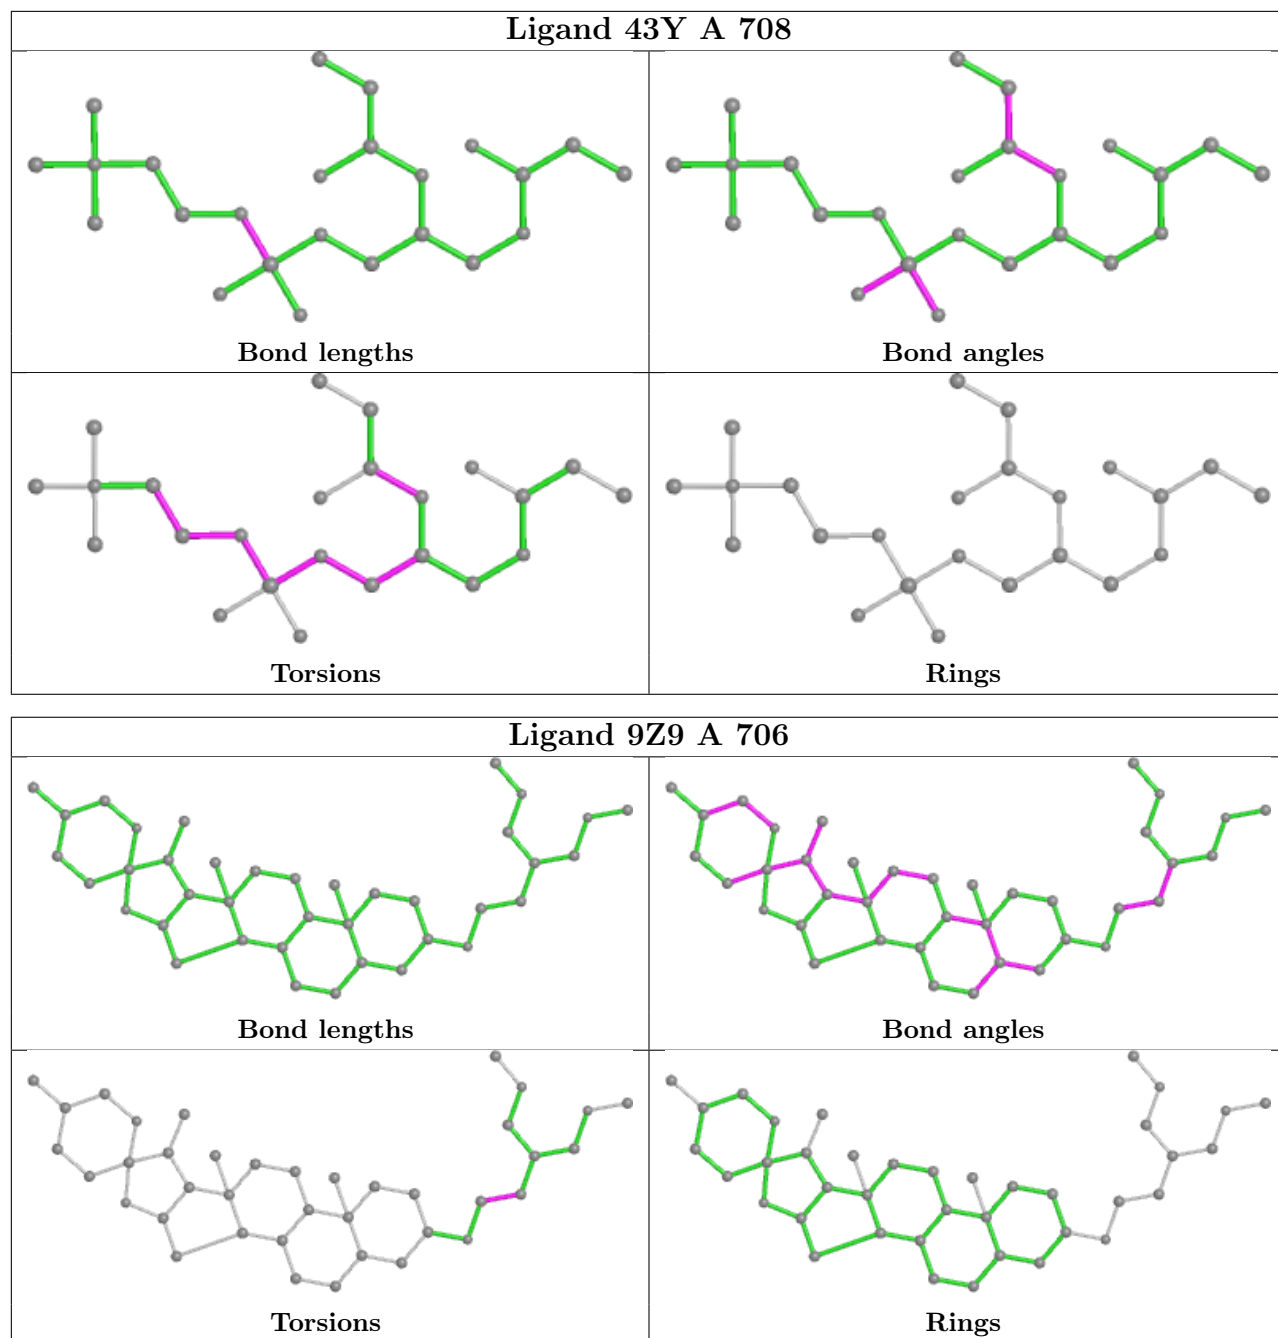 Ligand 43Y A 708
Bond lengths
Bond angles
Torsions
Rings
Ligand 9Z9 A 706
Bond lengths
Bond angles
Torsions
Rings